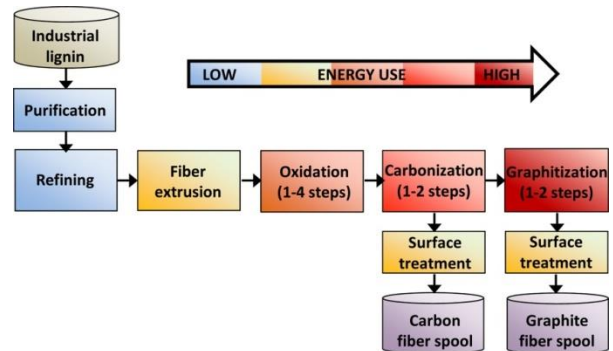 Industrial
lignin
LOW ENERGY USE HIGH
Purification
Refining
Fiber
extrusion
Oxidation
(1-4 steps)
Carbonization
(1-2 steps)
Graphitization
(1-2 steps)
Surface
treatment
Surface
treatment
Carbon
fiber spool
Graphite
fiber spool